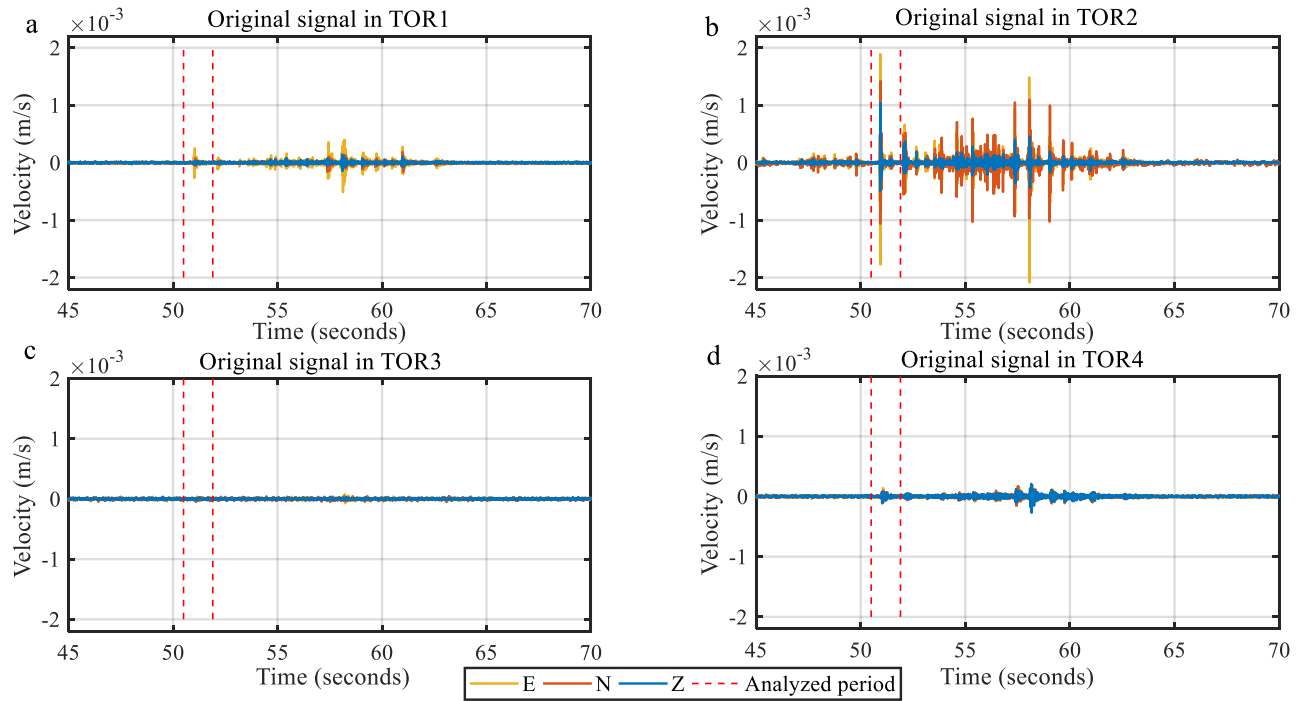 a
×10⁻³
Original signal in TOR1
Velocity (m/s)
2
1
0
-1
-2
45 50 55 60 65 70
Time (seconds)
b
×10⁻³
Original signal in TOR2
Velocity (m/s)
2
1
0
-1
-2
45 50 55 60 65 70
Time (seconds)
c
×10⁻³
Original signal in TOR3
Velocity (m/s)
2
1
0
-1
-2
45 50 55 60 65 70
Time (seconds)
d
×10⁻³
Original signal in TOR4
Velocity (m/s)
2
1
0
-1
-2
45 50 55 60 65 70
Time (seconds)
E N Z Analyzed period